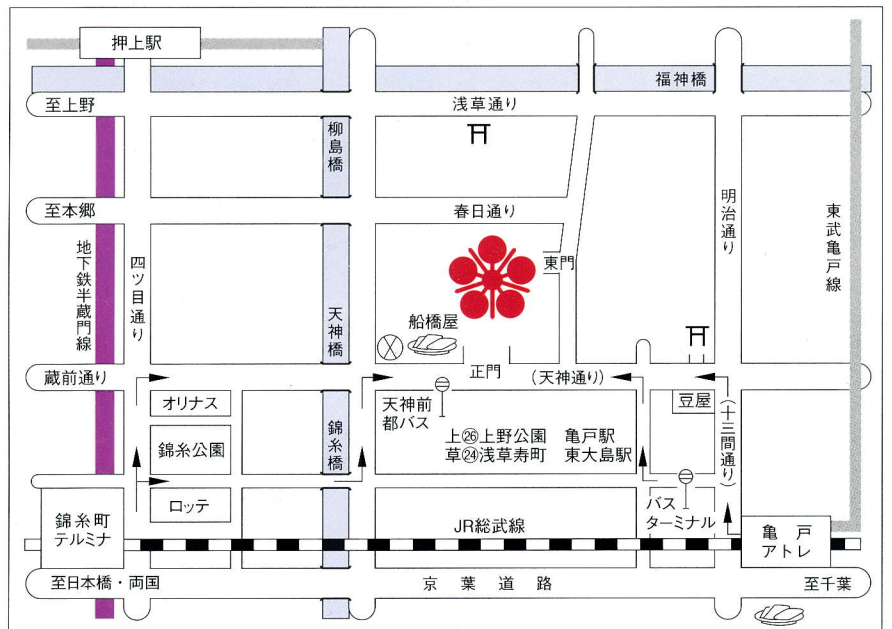 押上駅
福神橋
至上野
浅草通り
柳島橋
至本郷
春日通り
明治通り
東武亀戸線
地下鉄半蔵門線
四ツ目通り
東門
天神橋
船橋屋
正門
蔵前通り
(天神通り)
オリナス
天神前
都バス
豆屋
(十三間通り)
錦糸橋
錦糸公園
上㉖上野公園 亀戸駅
草㉔浅草寿町 東大島駅
ロッテ
錦糸町
テルミナ
バス
ターミナル
JR総武線
亀戸
アトレ
至日本橋・両国
京葉道路
至千葉